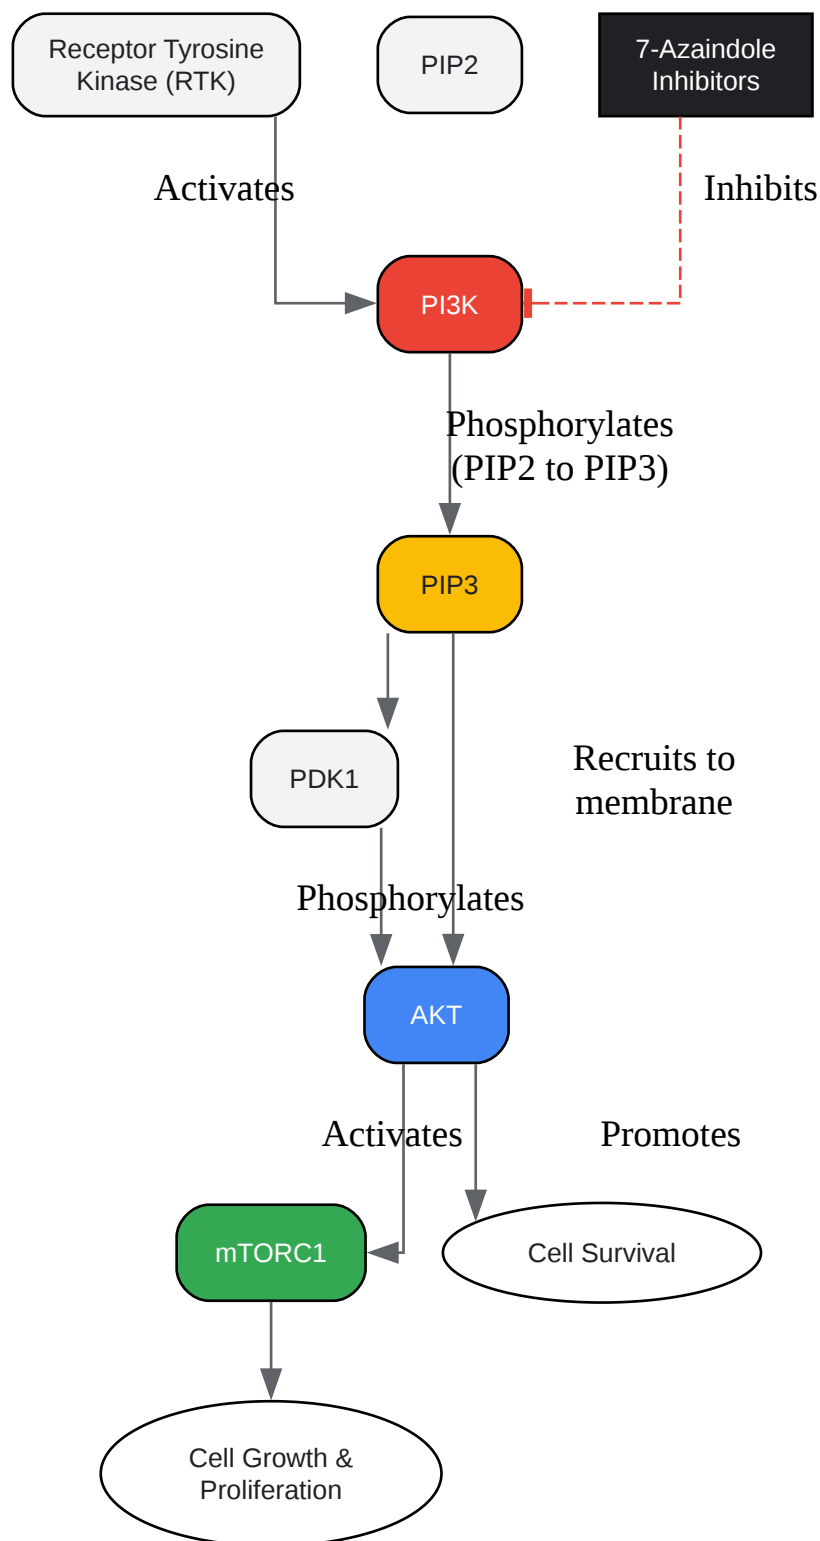 Receptor Tyrosine
Kinase (RTK)
PIP2
7-Azaindole
Inhibitors
Activates
Inhibits
PI3K
Phosphorylates
(PIP2 to PIP3)
PIP3
PDK1
Recruits to
membrane
Phosphorylates
AKT
Activates
Promotes
mTORC1
Cell Survival
Cell Growth &
Proliferation